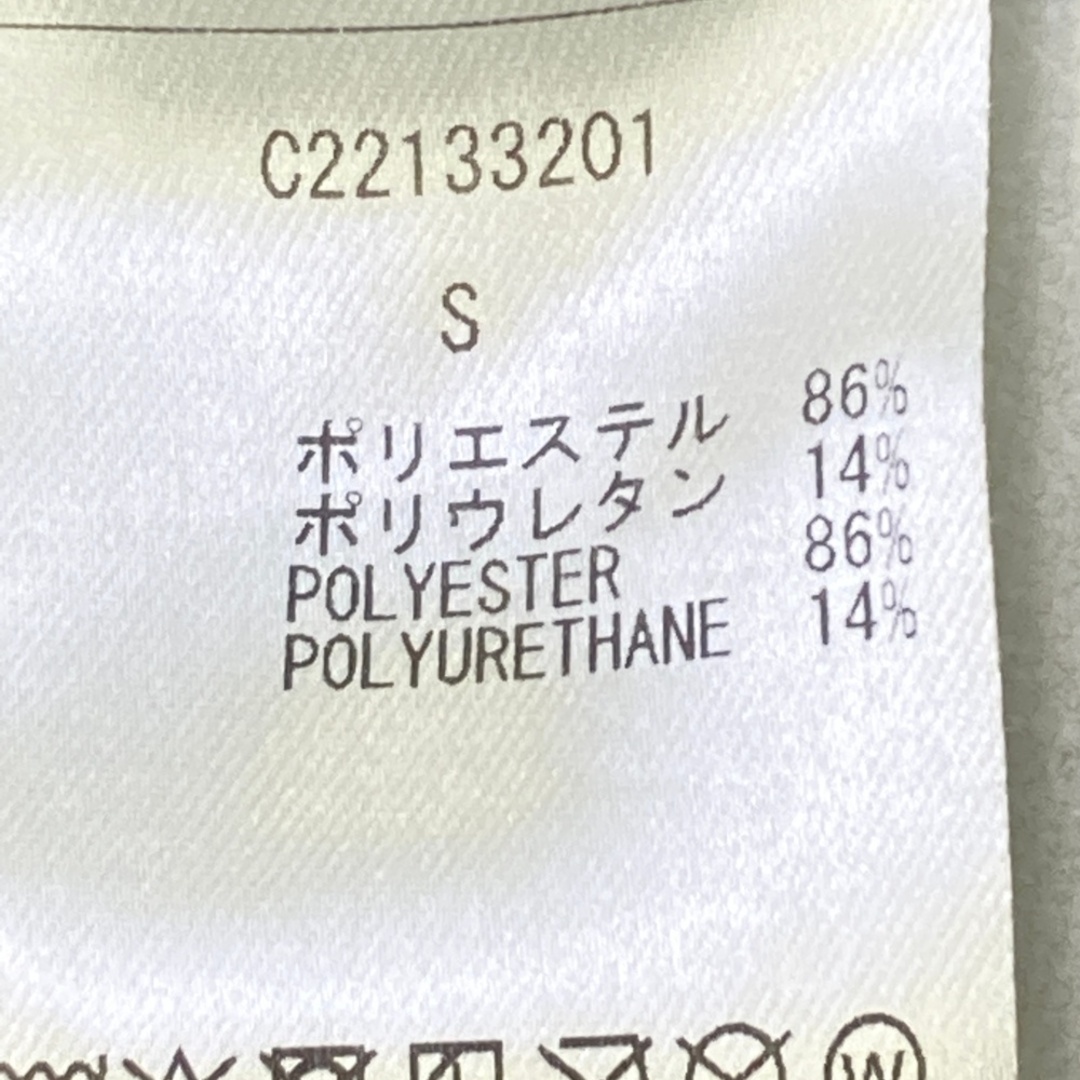 C22133201
S
ポリエステル 86%
ポリウレタン 14%
POLYESTER 86%
POLYURETHANE 14%
W